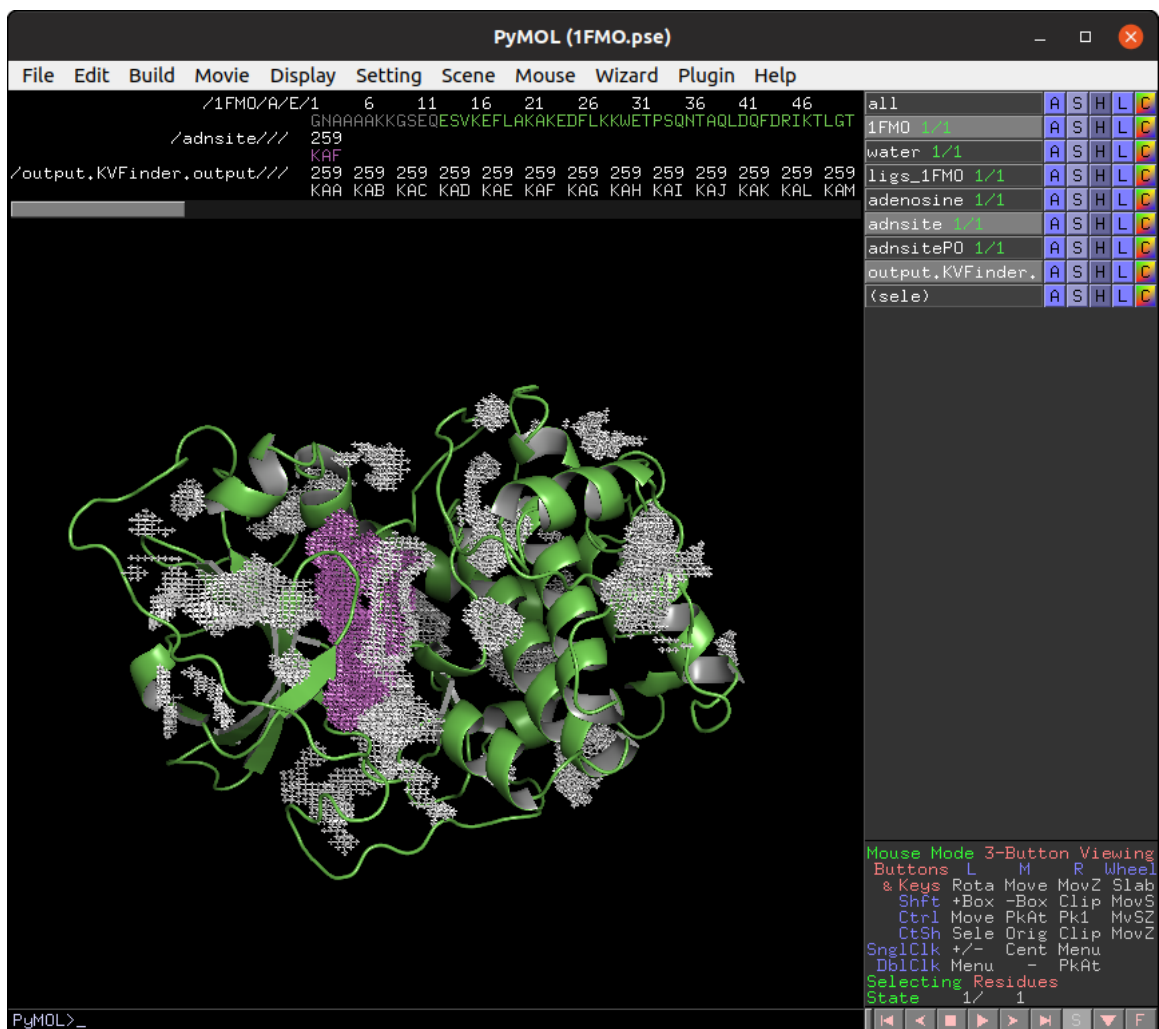 PyMOL (1FMO.pse)
File Edit Build Movie Display Setting Scene Mouse Wizard Plugin Help
/1FMO/A/E/1 6 11 16 21 26 31 36 41 46
GNAAAAKKGSEQESVKEFLAKAKEDFLKKWETPSQNTAQLDQFDRIKTLGT
/adnsite/// 259
KAF
/output.KVFinder.output/// 259 259 259 259 259 259 259 259 259 259 259 259 259
KAA KAB KAC KAD KAE KAF KAG KAH KAI KAJ KAK KAL KAM
all A S H L C
1FMO 1/1 A S H L C
water 1/1 A S H L C
ligs_1FMO 1/1 A S H L C
adenosine 1/1 A S H L C
adnsite 1/1 A S H L C
adnsitePO 1/1 A S H L C
output.KVFinder. A S H L C
(sele) A S H L C
Mouse Mode 3-Button Viewing
Buttons L M R Wheel
& Keys Rota Move MovZ Slab
Shft +Box -Box Clip MovS
Ctrl Move PkAt Pk1 MvSZ
CtSh Sele Orig Clip MovZ
SnglClk +/- Cent Menu
DblClk Menu - PkAt
Selecting Residues
State 1/ 1
PyMOL>_
S F